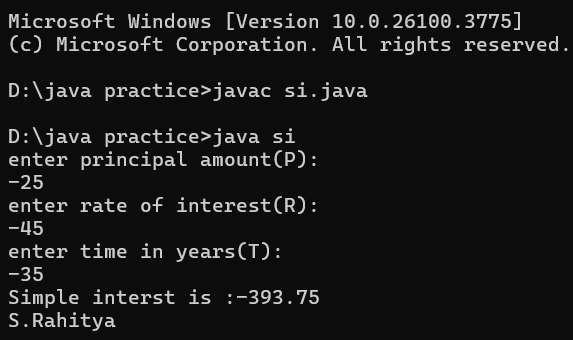 Microsoft Windows [Version 10.0.26100.3775]
(c) Microsoft Corporation. All rights reserved.
D:\java practice>javac si.java
D:\java practice>java si
enter principal amount(P):
-25
enter rate of interest(R):
-45
enter time in years(T):
-35
Simple interst is :-393.75
S.Rahitya